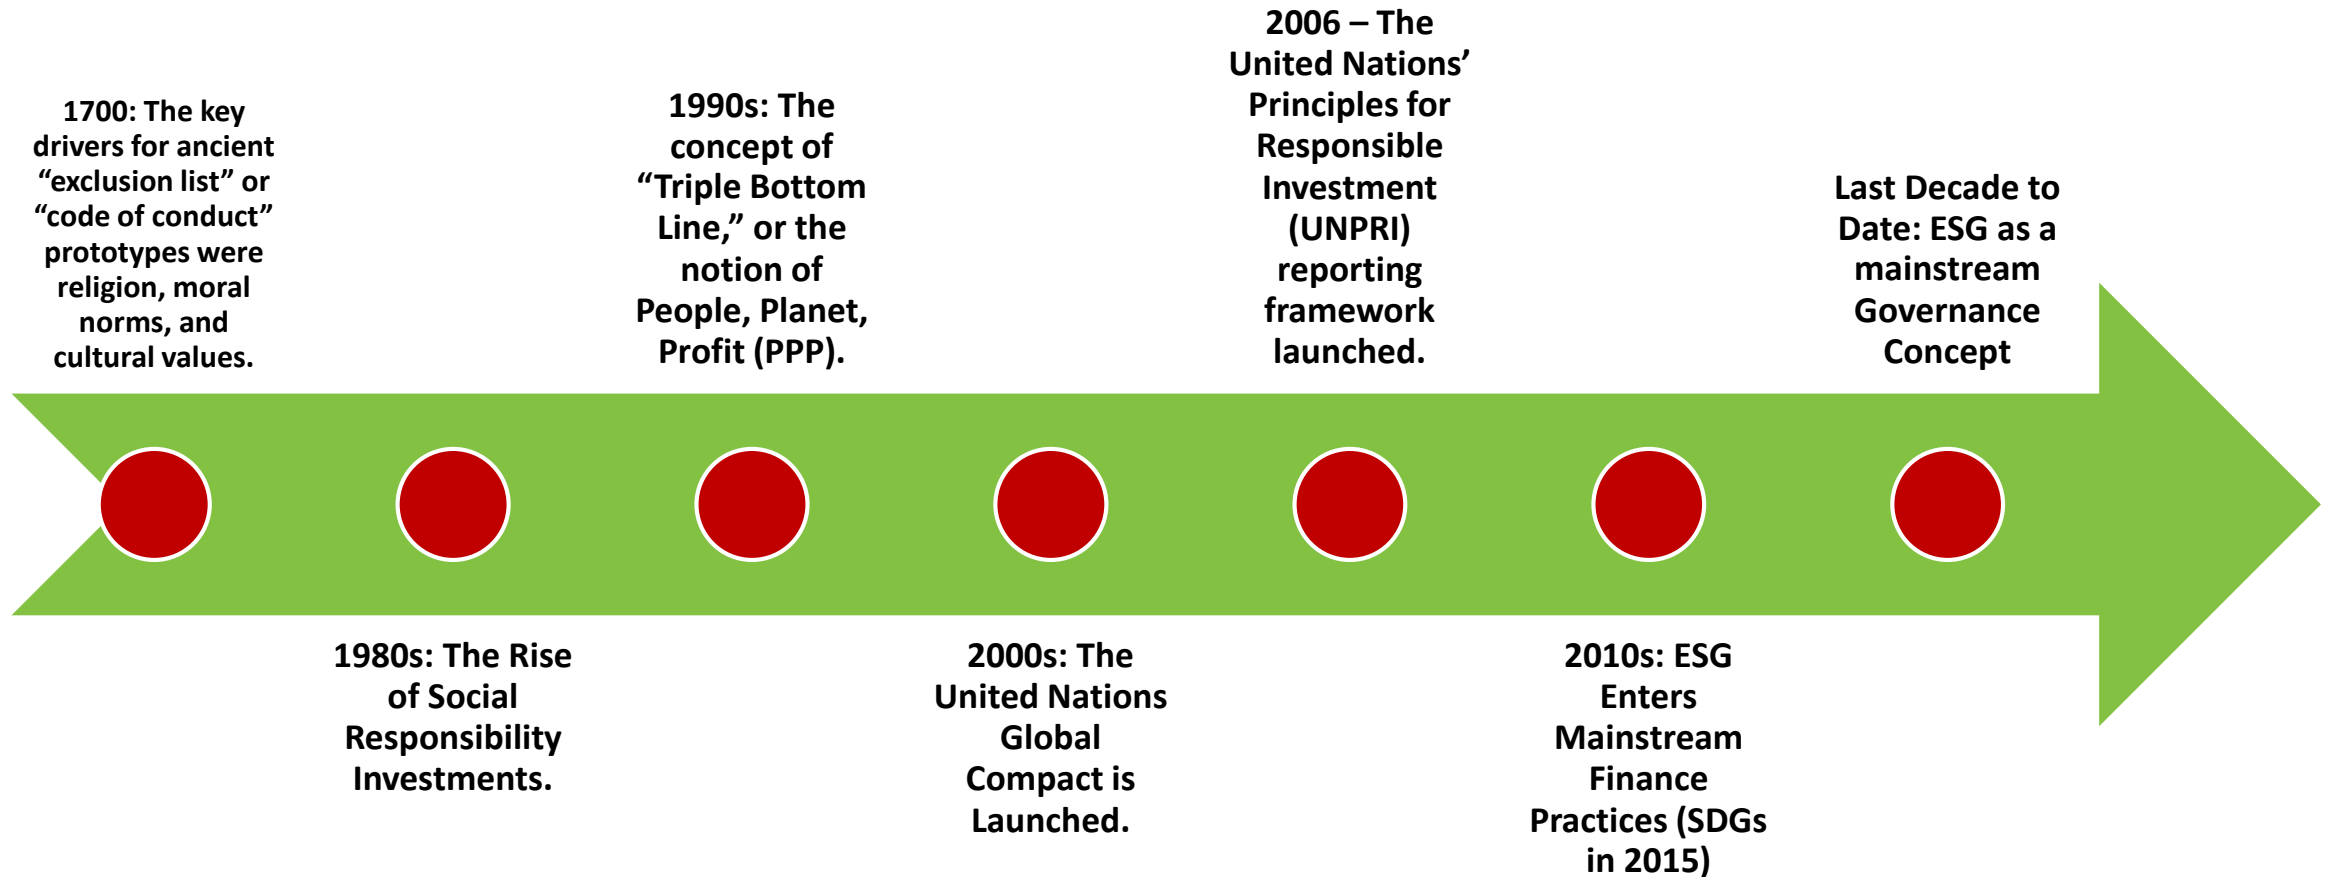 1700: The key
drivers for ancient
“exclusion list” or
“code of conduct”
prototypes were
religion, moral
norms, and
cultural values.
1980s: The Rise
of Social
Responsibility
Investments.
1990s: The
concept of
“Triple Bottom
Line,” or the
notion of
People, Planet,
Profit (PPP).
2000s: The
United Nations
Global
Compact is
Launched.
2006 – The
United Nations’
Principles for
Responsible
Investment
(UNPRI)
reporting
framework
launched.
2010s: ESG
Enters
Mainstream
Finance
Practices (SDGs
in 2015)
Last Decade to
Date: ESG as a
mainstream
Governance
Concept